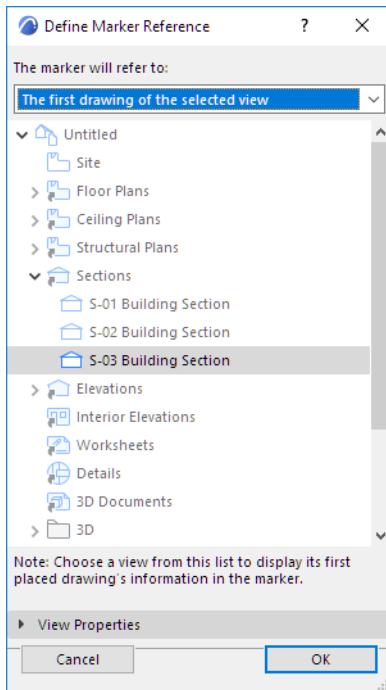 Define Marker Reference
The marker will refer to:
The first drawing of the selected view
Untitled
Site
Floor Plans
Ceiling Plans
Structural Plans
Sections
S-01 Building Section
S-02 Building Section
S-03 Building Section
Elevations
Interior Elevations
Worksheets
Details
3D Documents
3D
Note: Choose a view from this list to display its first
placed drawing's information in the marker.
View Properties
Cancel OK